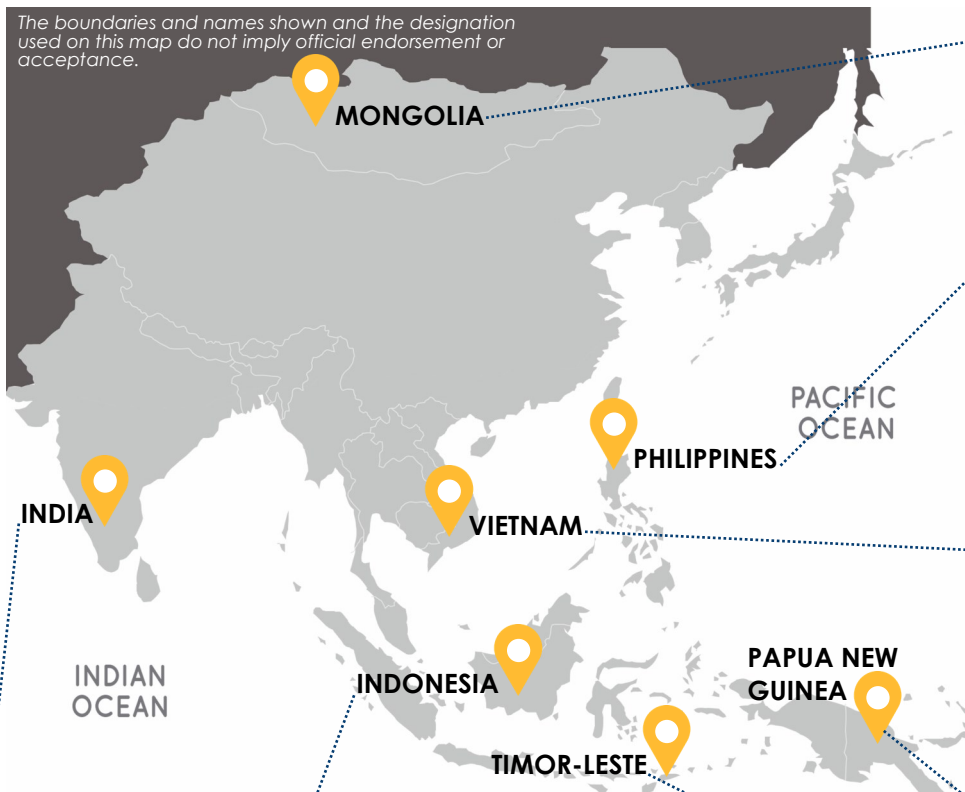 The boundaries and names shown and the designation
used on this map do not imply official endorsement or
acceptance.
MONGOLIA
PACIFIC
OCEAN
PHILIPPINES
INDIA
VIETNAM
INDIAN
OCEAN
INDONESIA
PAPUA NEW
GUINEA
TIMOR-LESTE